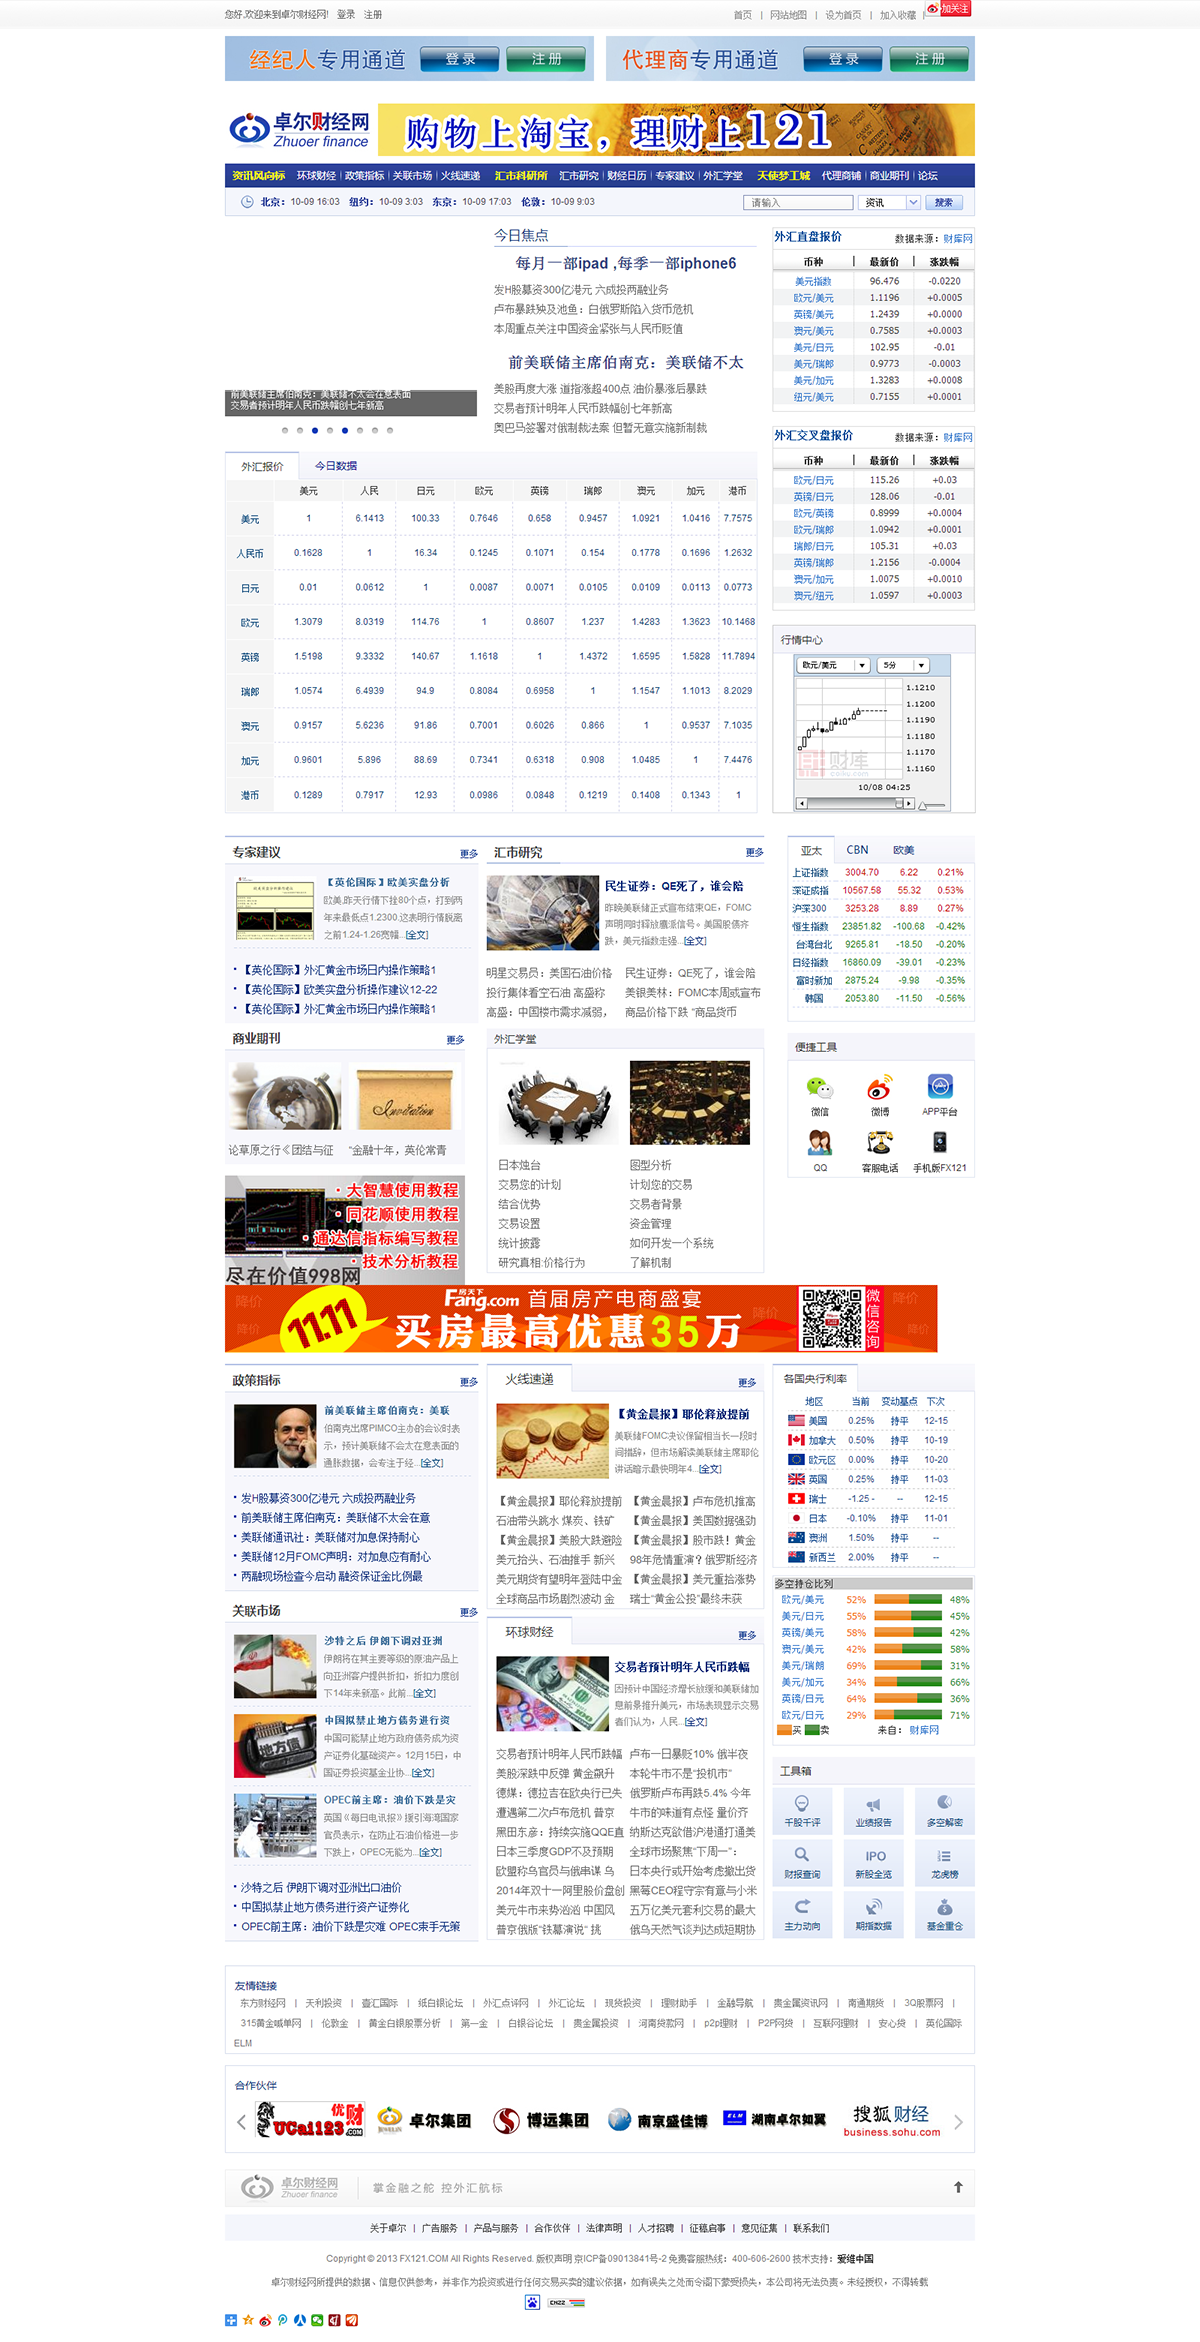 您好,欢迎来到卓尔财经网! 登录 注册
首页 | 网站地图 | 设为首页 | 加入收藏 | 加关注
经纪人专用通道 登 录 注 册
代理商专用通道 登 录 注 册
卓尔财经网
Zhuoer finance
购物上淘宝，理财上121
资讯风向标 环球财经 | 政策指标 | 关联市场 | 火线速递 汇市科研所 汇市研究 | 财经日历 | 专家建议 | 外汇学堂 天使梦工城 代理商铺 | 商业期刊 | 论坛
北京：10-09 16:03 纽约：10-09 3:03 东京：10-09 17:03 伦敦：10-09 9:03
请输入 资讯 搜索
前美联储主席伯南克：美联储不太会在意表面
交易者预计明年人民币跌幅创七年新高
今日焦点
每月一部ipad ,每季一部iphone6
发H股募资300亿港元 六成投两融业务
卢布暴跌殃及池鱼：白俄罗斯陷入货币危机
本周重点关注中国资金紧张与人民币贬值
前美联储主席伯南克：美联储不太
美股再度大涨 道指涨超400点 油价暴涨后暴跌
交易者预计明年人民币跌幅创七年新高
奥巴马签署对俄制裁法案 但暂无意实施新制裁
外汇直盘报价 数据来源：财库网
币种 最新价 涨跌幅
美元指数 96.476 -0.0220
欧元/美元 1.1196 +0.0005
英镑/美元 1.2439 +0.0000
澳元/美元 0.7585 +0.0003
美元/日元 102.95 -0.01
美元/瑞郎 0.9773 -0.0003
美元/加元 1.3283 +0.0008
纽元/美元 0.7155 +0.0001
外汇交叉盘报价 数据来源：财库网
币种 最新价 涨跌幅
欧元/日元 115.26 +0.03
英镑/日元 128.06 -0.01
欧元/英镑 0.8999 +0.0004
欧元/瑞郎 1.0942 +0.0001
瑞郎/日元 105.31 +0.03
英镑/瑞郎 1.2156 -0.0004
澳元/加元 1.0075 +0.0010
澳元/纽元 1.0597 +0.0003
外汇报价 今日数据
美元 人民 日元 欧元 英镑 瑞郎 澳元 加元 港币
美元 1 6.1413 100.33 0.7646 0.658 0.9457 1.0921 1.0416 7.7575
人民币 0.1628 1 16.34 0.1245 0.1071 0.154 0.1778 0.1696 1.2632
日元 0.01 0.0612 1 0.0087 0.0071 0.0105 0.0109 0.0113 0.0773
欧元 1.3079 8.0319 114.76 1 0.8607 1.237 1.4283 1.3623 10.1468
英镑 1.5198 9.3332 140.67 1.1618 1 1.4372 1.6595 1.5828 11.7894
瑞郎 1.0574 6.4939 94.9 0.8084 0.6958 1 1.1547 1.1013 8.2029
澳元 0.9157 5.6236 91.86 0.7001 0.6026 0.866 1 0.9537 7.1035
加元 0.9601 5.896 88.69 0.7341 0.6318 0.908 1.0485 1 7.4476
港币 0.1289 0.7917 12.93 0.0986 0.0848 0.1219 0.1408 0.1343 1
行情中心
欧元/美元 5分
1.1210
1.1200
1.1190
1.1180
1.1170
1.1160
财库
caiku.com
10/08 04:25
专家建议 更多
【英伦国际】欧美实盘分析
欧美,昨天行情下挫80个点，打到两
年来最低点1.2300.这表明行情脱离
之前1.24-1.26宽幅...[全文]
【英伦国际】外汇黄金市场日内操作策略1
【英伦国际】欧美实盘分析操作建议12-22
【英伦国际】外汇黄金市场日内操作策略1
汇市研究 更多
民生证券：QE死了，谁会陪
昨晚美联储正式宣布结束QE，FOMC
声明同时释放鹰派信号。美国股债齐
跌，美元指数走强...[全文]
明星交易员：美国石油价格 民生证券：QE死了，谁会陪
投行集体看空石油 高盛称 美银美林：FOMC本周或宣布
高盛：中国楼市需求减弱， 商品价格下跌 “商品货币
亚太 CBN 欧美
上证指数 3004.70 6.22 0.21%
深证成指 10567.58 55.32 0.53%
沪深300 3253.28 8.89 0.27%
恒生指数 23851.82 -100.68 -0.42%
台湾台北 9265.81 -18.50 -0.20%
日经指数 16860.09 -39.01 -0.23%
富时新加 2875.24 -9.98 -0.35%
韩国 2053.80 -11.50 -0.56%
商业期刊 更多
Invitation
论草原之行《团结与征 “金融十年，英伦常青
外汇学堂
日本烛台 图型分析
交易您的计划 计划您的交易
结合优势 交易者背景
交易设置 资金管理
统计披露 如何开发一个系统
研究真相:价格行为 了解机制
便捷工具
微信 微博 APP平台
QQ 客服电话 手机版FX121
· 大智慧使用教程
· 同花顺使用教程
· 通达信指标编写教程
· 技术分析教程
尽在价值998网
降价 降价 11.11 房天下 Fang.com 首届房产电商盛宴
买房最高优惠35万 降价 微信咨询 降价 降价
政策指标 更多
前美联储主席伯南克：美联
伯南克出席PIMCO主办的会议时表
示，预计美联储不会太在意表面的
通胀数据，会专注于经...[全文]
发H股募资300亿港元 六成投两融业务
前美联储主席伯南克：美联储不太会在意
美联储通讯社：美联储对加息保持耐心
美联储12月FOMC声明：对加息应有耐心
两融现场检查今启动 融资保证金比例最
火线速递 更多
【黄金晨报】耶伦释放提前
美联储FOMC决议保留相当长一段时
间措辞，但市场解读美联储主席耶伦
讲话暗示最快明年4...[全文]
【黄金晨报】耶伦释放提前 【黄金晨报】卢布危机推高
石油带头跳水 煤炭、铁矿 【黄金晨报】美国数据强劲
【黄金晨报】美股大跌避险 【黄金晨报】股市跌！黄金
美元抬头、石油推手 新兴 98年危情重演？俄罗斯经济
美元期货有望明年登陆中金 【黄金晨报】美元重拾涨势
全球商品市场剧烈波动 金 瑞士“黄金公投”最终未获
各国央行利率
地区 当前 变动基点 下次
美国 0.25% 持平 12-15
加拿大 0.50% 持平 10-19
欧元区 0.00% 持平 10-20
英国 0.25% 持平 11-03
瑞士 -1.25 - -- 12-15
日本 -0.10% 持平 11-01
澳洲 1.50% 持平 --
新西兰 2.00% 持平 --
多空持仓比列
欧元/美元 52% 48%
美元/日元 55% 45%
英镑/美元 58% 42%
澳元/美元 42% 58%
美元/瑞朗 69% 31%
美元/加元 34% 66%
英镑/日元 64% 36%
欧元/日元 29% 71%
买 卖 来自：财库网
关联市场 更多
沙特之后 伊朗下调对亚洲
伊朗将在其主要等级的原油产品上
向亚洲客户提供折扣，折扣力度创
下14年来新高。此前...[全文]
中国拟禁止地方债务进行资
中国可能禁止地方政府债务成为资
产证券化基础资产。12月15日，中
国证券投资基金业协...[全文]
OPEC前主席：油价下跌是灾
英国《每日电讯报》援引海湾国家
官员表示，在防止石油价格进一步
下跌上，OPEC无能为...[全文]
沙特之后 伊朗下调对亚洲出口油价
中国拟禁止地方债务进行资产证券化
OPEC前主席：油价下跌是灾难 OPEC束手无策
环球财经 更多
交易者预计明年人民币跌幅
因预计中国经济增长放缓和美联储加
息前景推升美元，市场表现显示交易
者们认为，人民...[全文]
交易者预计明年人民币跌幅 卢布一日暴贬10% 俄半夜
美股深跌中反弹 黄金飙升 本轮牛市不是“投机市”
德媒：德拉吉在欧央行已失 俄罗斯卢布再跌5.4% 今年
遭遇第二次卢布危机 普京 牛市的味道有点怪 量价齐
黑田东彦：持续实施QQE直 纳斯达克欲借沪港通打通美
日本三季度GDP不及预期 全球市场聚焦“下周一”：
欧盟称乌官员与俄串谋 乌 日本央行或开始考虑撤出货
2014年双十一阿里股价盘创 黑莓CEO程守宗有意与小米
美元牛市来势汹汹 中国风 五万亿美元套利交易的最大
普京俄版“铁幕演说” 挑 俄乌天然气谈判达成短期协
工具箱
千股千评 业绩报告 多空解密
财报查询 IPO 新股全览 龙虎榜
主力动向 期指数据 基金重仓
友情链接
东方财经网 | 天利投资 | 壹汇国际 | 纸白银论坛 | 外汇点评网 | 外汇论坛 | 现货投资 | 理财助手 | 金融导航 | 贵金属资讯网 | 南通期货 | 3Q股票网 |
315黄金喊单网 | 伦敦金 | 黄金白银股票分析 | 第一金 | 白银谷论坛 | 贵金属投资 | 河南贷款网 | p2p理财 | P2P网贷 | 互联网理财 | 安心贷 | 英伦国际
ELM
合作伙伴
优财 UCai123.COM 卓尔集团 博远集团 南京盛佳博 ELM 湖南卓尔如翼 搜狐财经 business.sohu.com
卓尔财经网 Zhuoer finance 掌金融之舵 控外汇航标
关于卓尔 | 广告服务 | 产品与服务 | 合作伙伴 | 法律声明 | 人才招聘 | 征稿启事 | 意见征集 | 联系我们
Copyright © 2013 FX121.COM All Rights Reserved. 版权声明 京ICP备09013841号-2 免费客服热线：400-606-2600 技术支持：爱维中国
卓尔财经网所提供的数据、信息仅供参考，并非作为投资或进行任何交易买卖的建议依据，如有误失之处而令阁下蒙受损失，本公司将无法负责。未经授权，不得转载
CNZZ